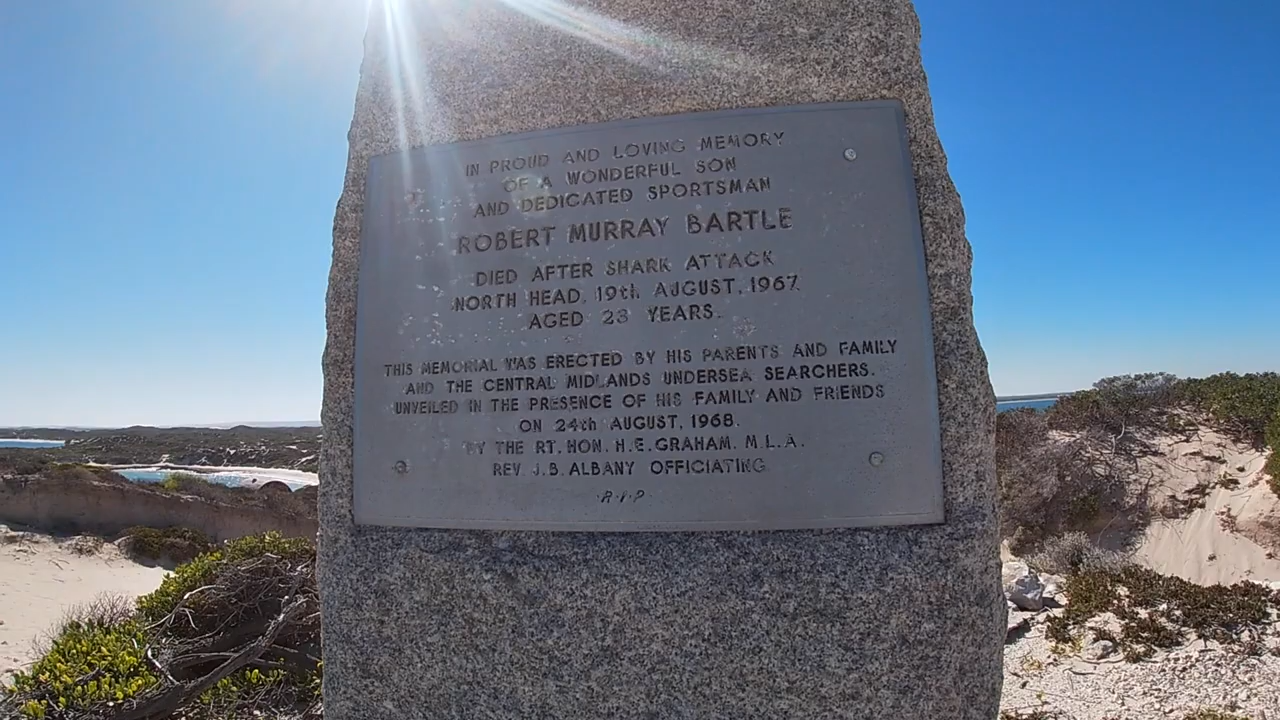 IN PROUD AND LOVING MEMORY
OF A WONDERFUL SON
AND DEDICATED SPORTSMAN
ROBERT MURRAY BARTLE
DIED AFTER SHARK ATTACK
NORTH HEAD, 19th AUGUST, 1967.
AGED 23 YEARS.
THIS MEMORIAL WAS ERECTED BY HIS PARENTS AND FAMILY
AND THE CENTRAL MIDLANDS UNDERSEA SEARCHERS.
UNVEILED IN THE PRESENCE OF HIS FAMILY AND FRIENDS
ON 24th AUGUST, 1968.
BY THE RT. HON. H.E. GRAHAM. M.L.A.
REV. J.B. ALBANY OFFICIATING
R.I.P